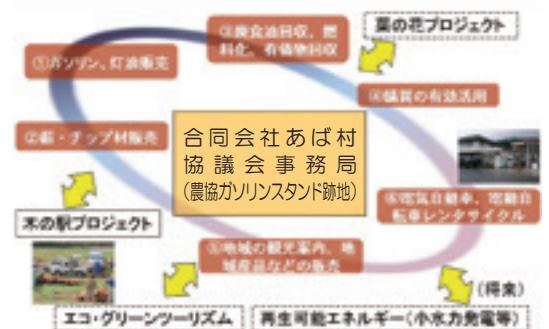 ③廃食油回収、燃
料化、有価物回収
菜の花プロジェクト
①ガソリン、灯油販売
④購買の有効活用
②薪・チップ材販売
合同会社あば村
協議会事務局
(農協ガソリンスタンド跡地)
⑥電気自動車、電動自
転車レンタサイクル
木の駅プロジェクト
⑤地域の観光案内、地
域産品などの販売
(将来)
エコ・グリーンツーリズム
再生可能エネルギー(小水力発電等)